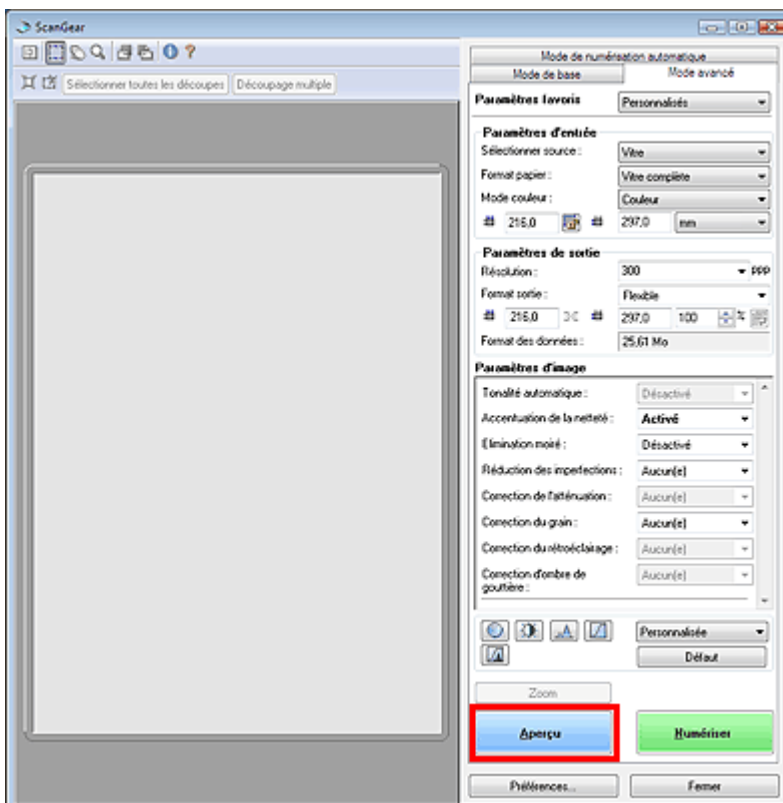 ScanGear
Sélectionner toutes les découpes Découpage multiple
Mode de numérisation automatique
Mode de base Mode avancé
Paramètres favoris Personnalisés
Paramètres d'entrée
Sélectionner source : Vitre
Format papier : Vitre complète
Mode couleur : Couleur
216,0 297,0 mm
Paramètres de sortie
Résolution : 300 ppp
Format sortie : Flexible
216,0 297,0 100 %
Format des données : 25,61 Mo
Paramètres d'image
Tonalité automatique : Désactivé
Accentuation de la netteté : Activé
Elimination moiré : Désactivé
Réduction des imperfections : Aucun(e)
Correction de l'atténuation : Aucun(e)
Correction du grain : Aucun(e)
Correction du rétroéclairage : Aucun(e)
Correction d'ombre de
gouttière : Aucun(e)
Personnalisée
Défaut
Zoom
Aperçu Numériser
Préférences... Fermer